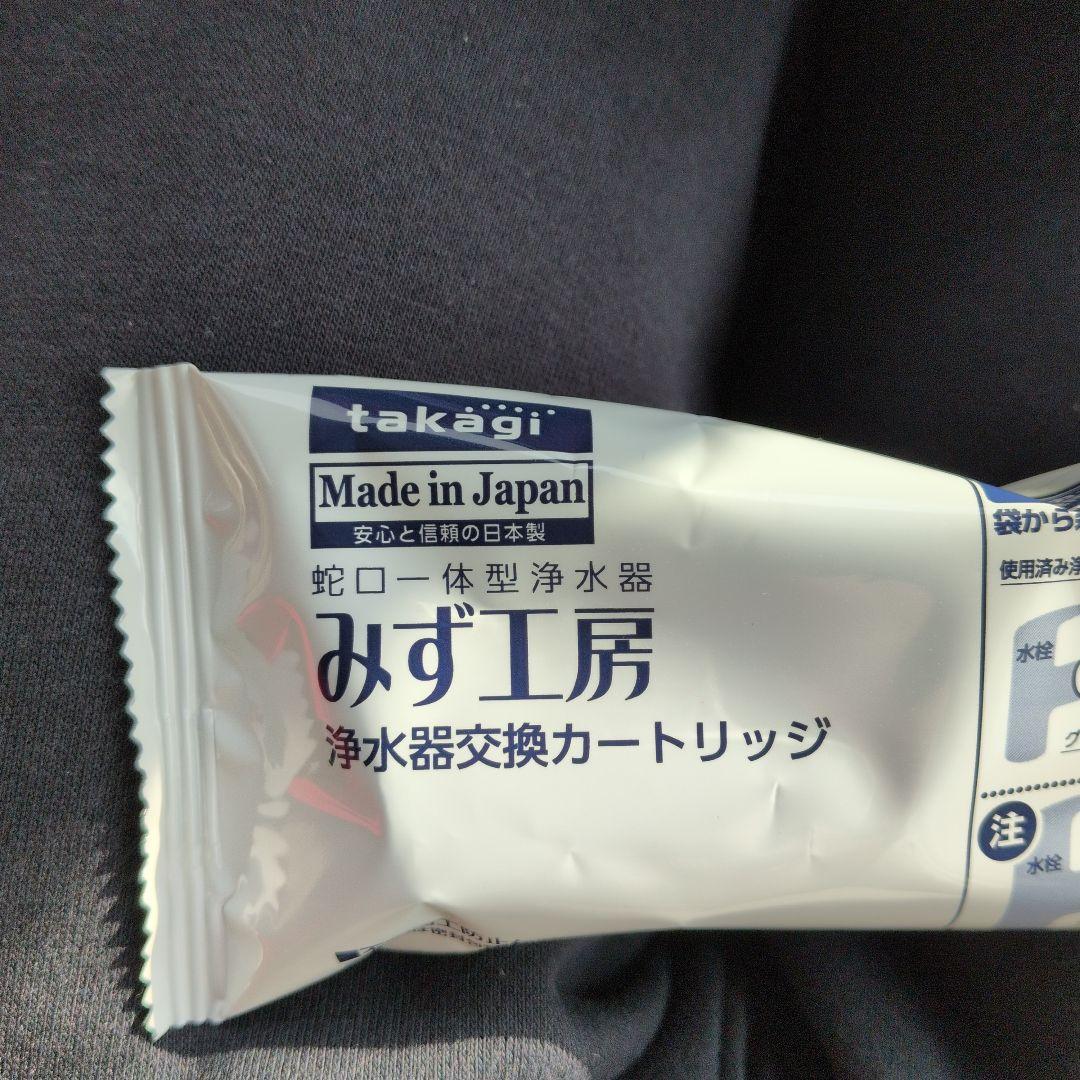 takagi
Made in Japan
安心と信頼の日本製
蛇口一体型浄水器
みず工房
浄水器交換カートリッジ
袋から
使用済み浄
水栓
注
水栓